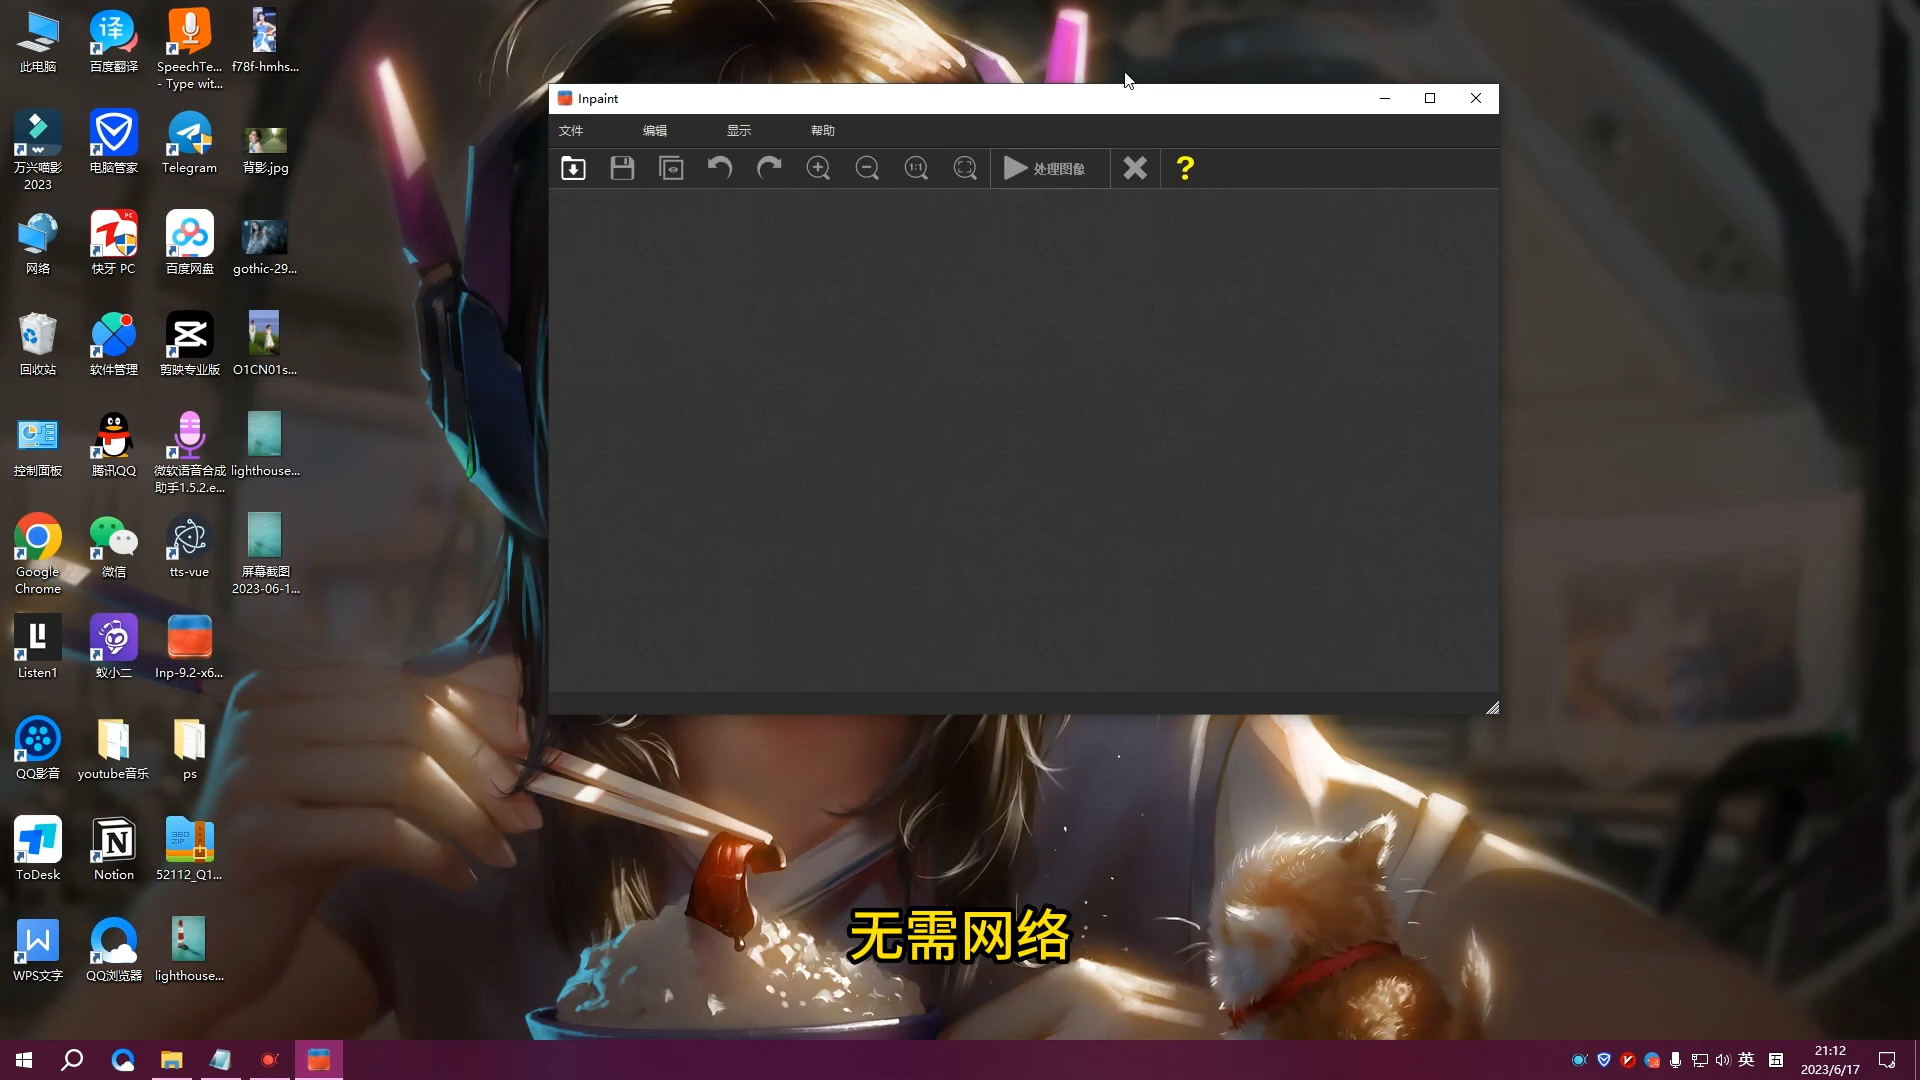 此电脑
百度翻译
SpeechTe...
- Type wit...
f78f-hmhs...
万兴喵影
2023
电脑管家
Telegram
背影.jpg
网络
快牙 PC
百度网盘
gothic-29...
回收站
软件管理
剪映专业版
O1CN01s...
控制面板
腾讯QQ
微软语音合成
助手1.5.2.e...
lighthouse...
Google
Chrome
微信
tts-vue
屏幕截图
2023-06-1...
Listen1
蚁小二
Inp-9.2-x6...
QQ影音
youtube音乐
ps
ToDesk
Notion
52112_Q1...
WPS文字
QQ浏览器
lighthouse...
Inpaint
文件 编辑 显示 帮助
1:1 处理图像 ?
无需网络
英
21:12
2023/6/17